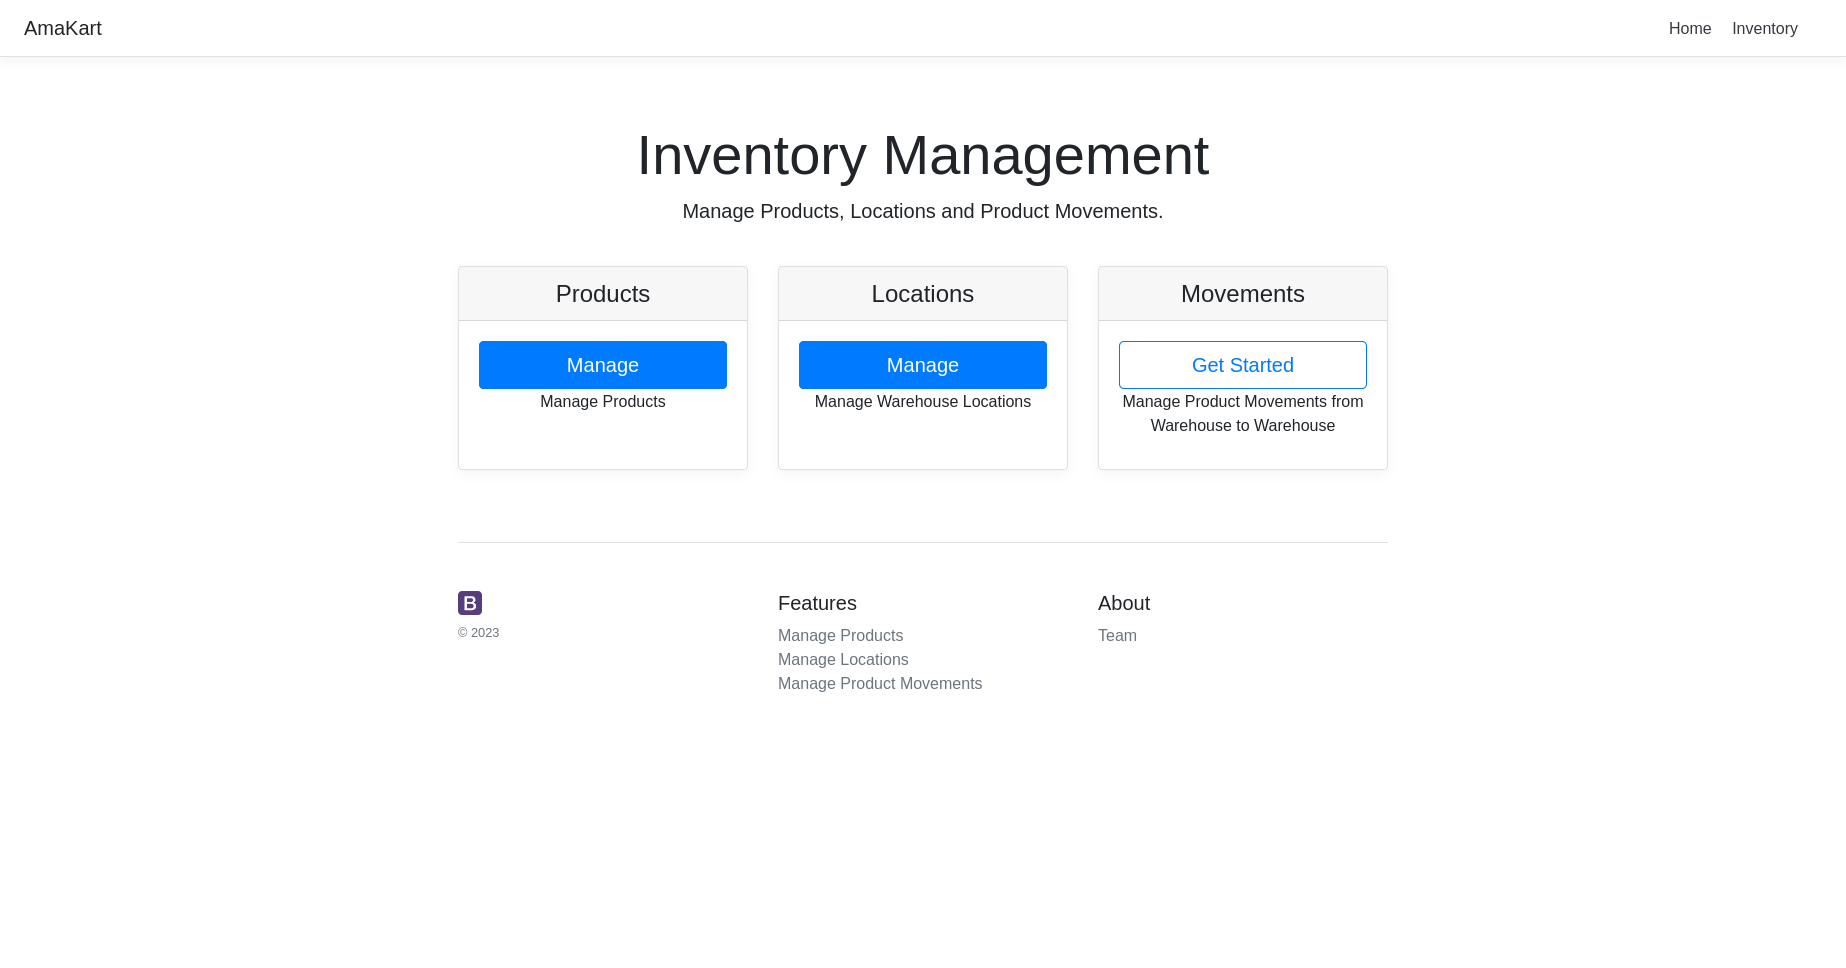 AmaKart
Home
Inventory
Inventory Management
Manage Products, Locations and Product Movements.
Products
Manage
Manage Products
Locations
Manage
Manage Warehouse Locations
Movements
Get Started
Manage Product Movements from
Warehouse to Warehouse
B
© 2023
Features
Manage Products
Manage Locations
Manage Product Movements
About
Team